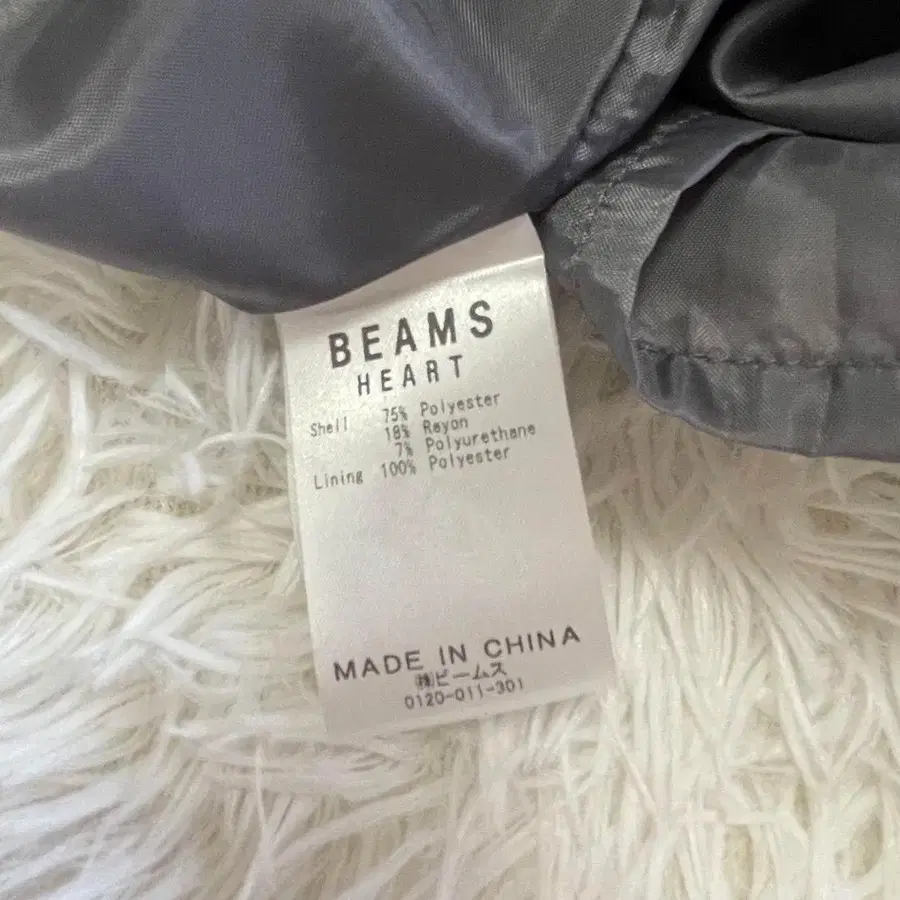 BEAMS
HEART
Shell 75% Polyester
18% Rayon
7% Polyurethane
Lining 100% Polyester
MADE IN CHINA
㈱ビームス
0120-011-301